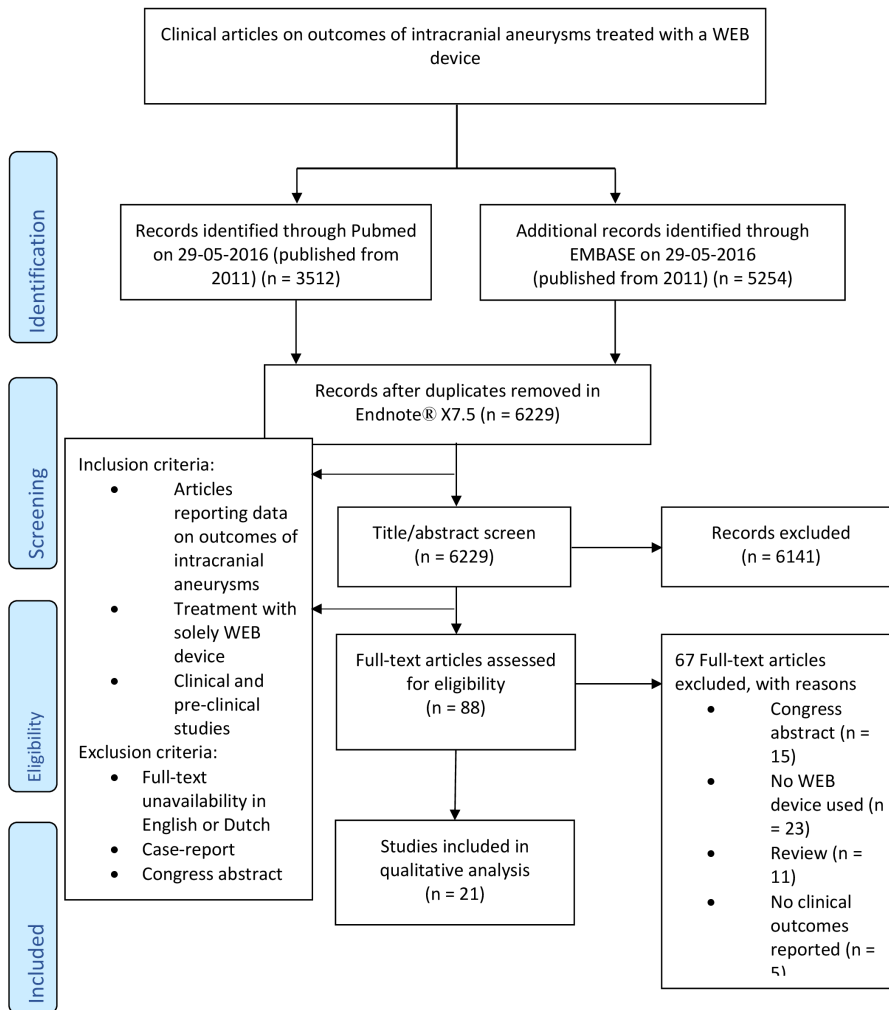 Clinical articles on outcomes of intracranial aneurysms treated with a WEB
device
Identification
Records identified through Pubmed
on 29-05-2016 (published from
2011) (n = 3512)
Additional records identified through
EMBASE on 29-05-2016
(published from 2011) (n = 5254)
Screening
Records after duplicates removed in
Endnote® X7.5 (n = 6229)
Inclusion criteria:
• Articles
reporting data
on outcomes of
intracranial
aneurysms
• Treatment with
solely WEB
device
• Clinical and
pre-clinical
studies
Exclusion criteria:
• Full-text
unavailability in
English or Dutch
• Case-report
• Congress abstract
Title/abstract screen
(n = 6229)
Records excluded
(n = 6141)
Eligibility
Full-text articles assessed
for eligibility
(n = 88)
67 Full-text articles
excluded, with reasons
• Congress
abstract (n =
15)
• No WEB
device used (n
= 23)
• Review (n =
11)
• No clinical
outcomes
reported (n =
5)
Included
Studies included in
qualitative analysis
(n = 21)